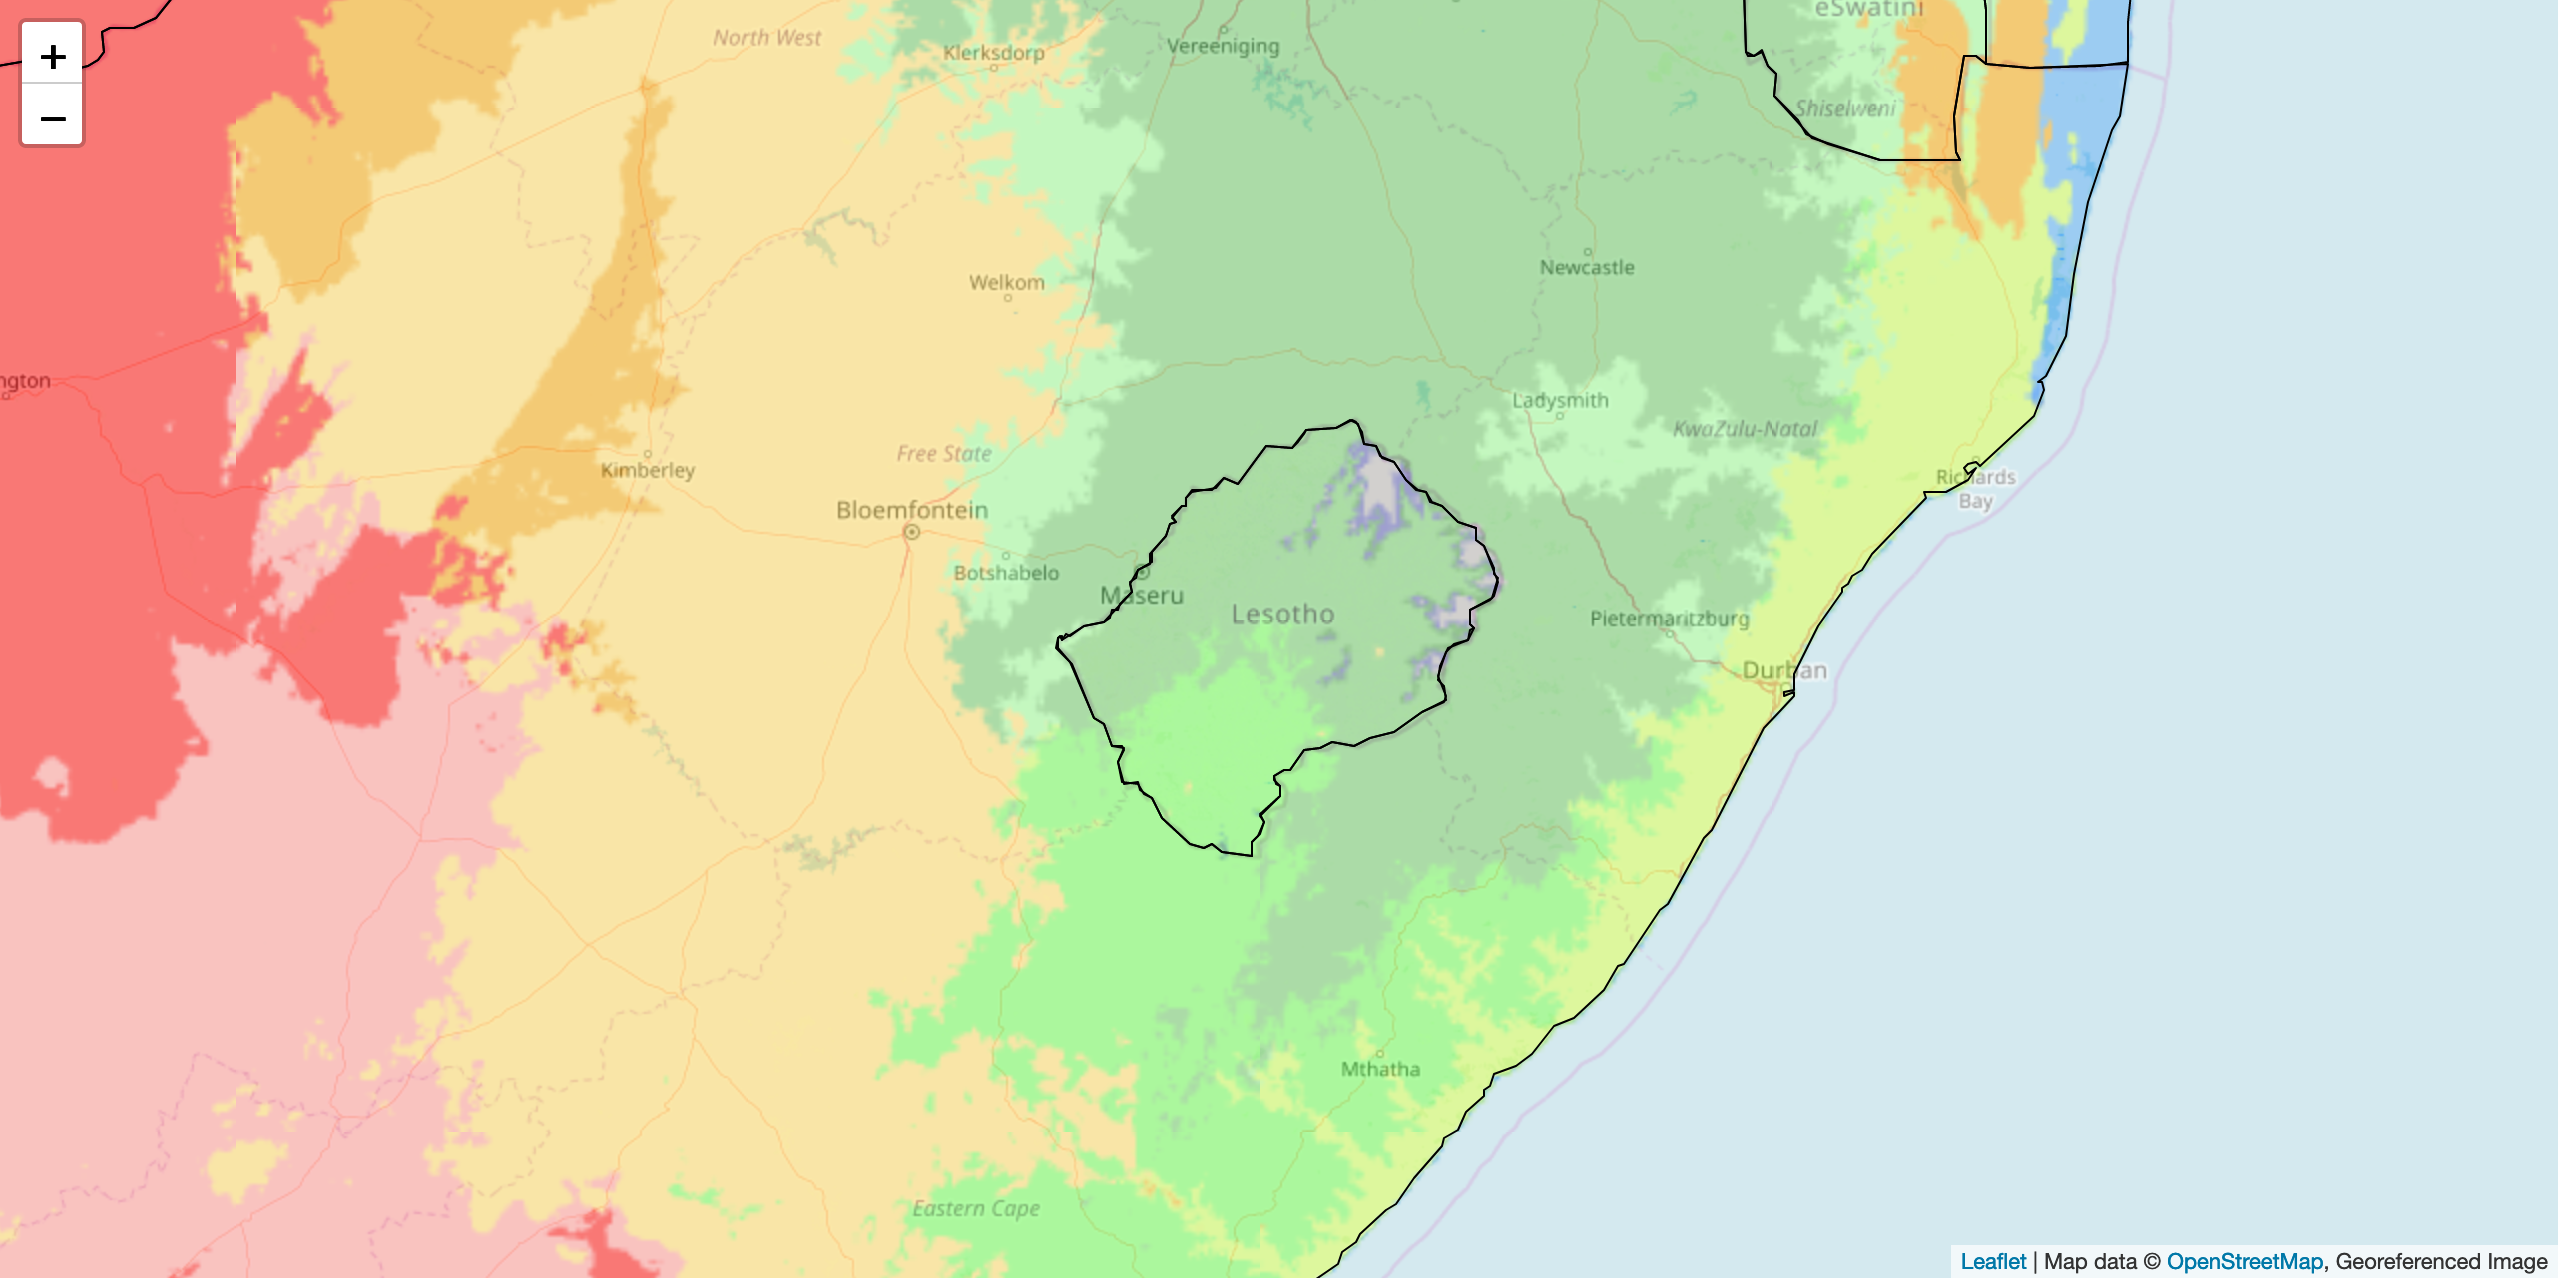 eSwatini
+
North West
Klerksdorp
Vereeniging
Shiselweni
−
Newcastle
Welkom
ngton
Ladysmith
KwaZulu-Natal
Free State
Kimberley
Richards
Bay
Bloemfontein
Botshabelo
Maseru
Lesotho
Pietermaritzburg
Durban
Mthatha
Eastern Cape
Leaflet | Map data © OpenStreetMap, Georeferenced Image